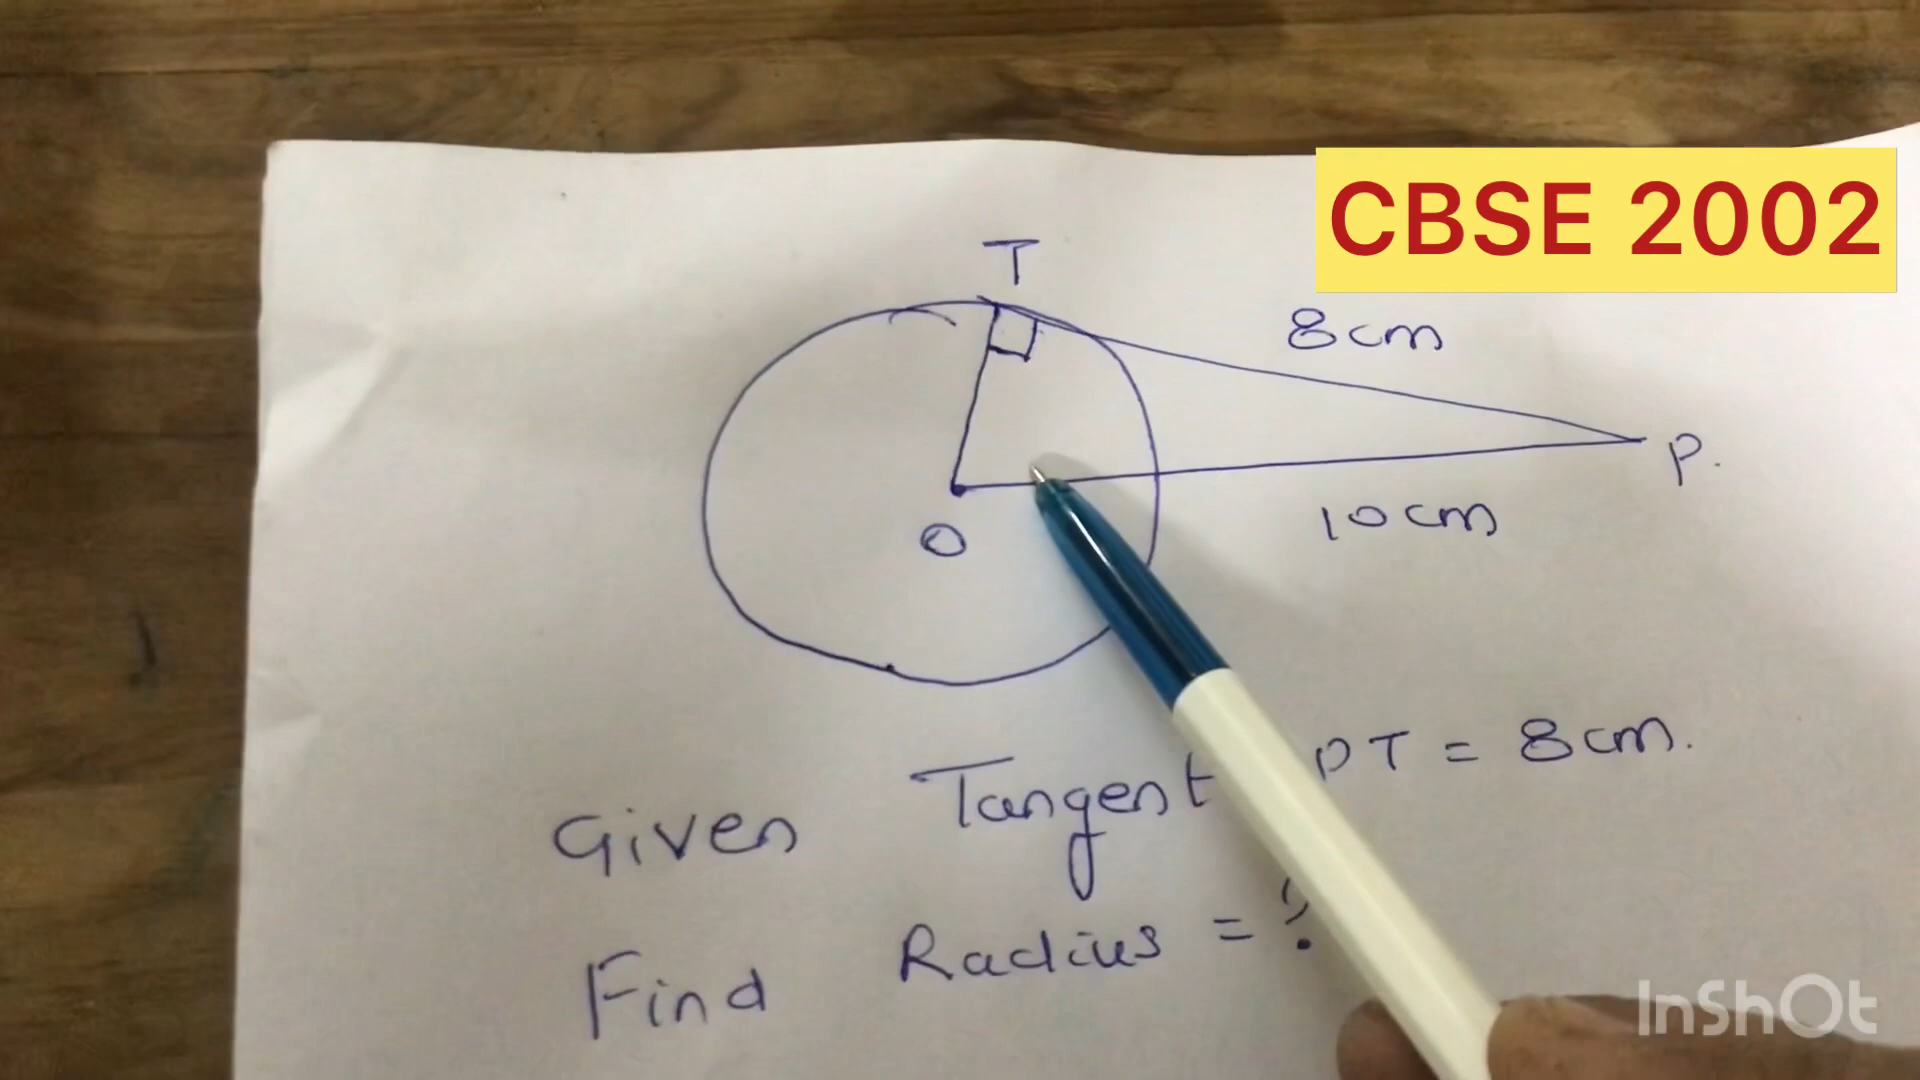 CBSE 2002
T
8cm
P.
10cm
O
Given Tangent PT = 8cm.
Find Radius = ?
InShOt